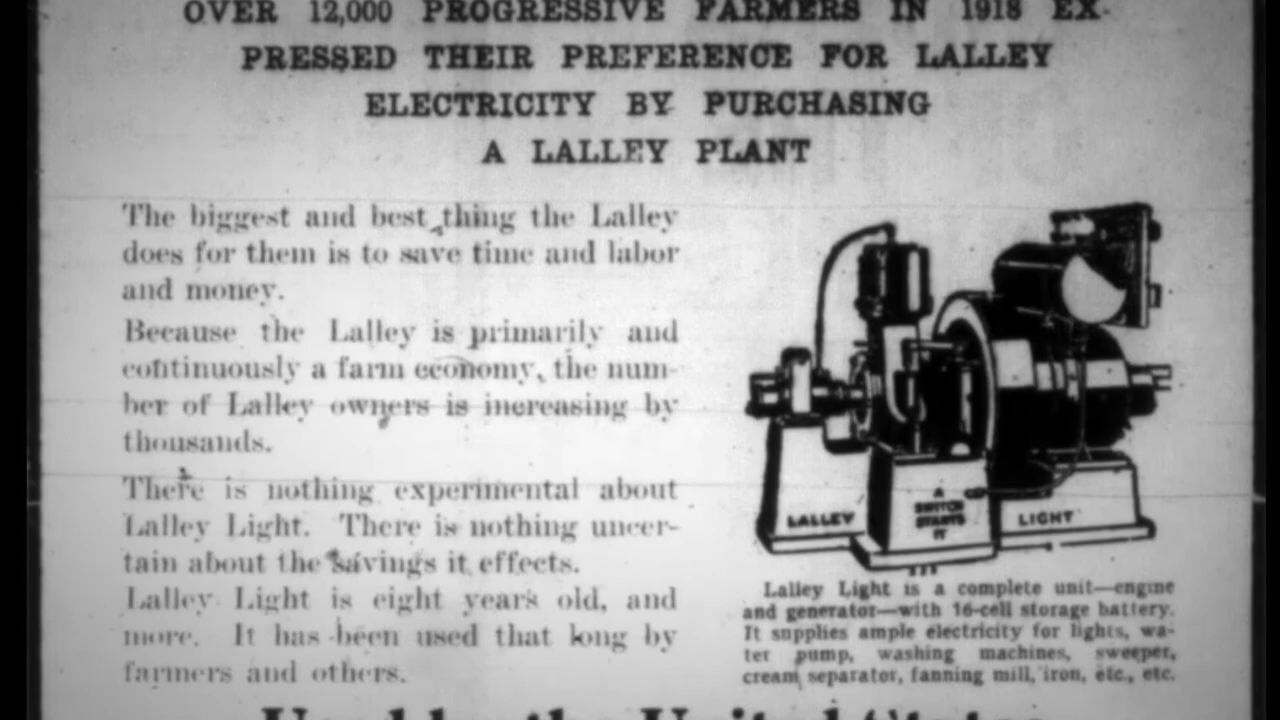 OVER 12,000 PROGRESSIVE FARMERS IN 1918 EX-
PRESSED THEIR PREFERENCE FOR LALLEY
ELECTRICITY BY PURCHASING
A LALLEY PLANT
The biggest and best thing the Lalley
does for them is to save time and labor
and money.
Because the Lalley is primarily and
continuously a farm economy, the num-
ber of Lalley owners is increasing by
thousands.
There is nothing experimental about
Lalley Light. There is nothing uncer-
tain about the savings it effects.
Lalley Light is eight years old, and
more. It has been used that long by
farmers and others.
LALLEY
A
SWITCH
STARTS
IT
LIGHT
Lalley Light is a complete unit—engine
and generator—with 16-cell storage battery.
It supplies ample electricity for lights, wa-
ter pump, washing machines, sweeper,
cream separator, fanning mill, iron, etc., etc.
Used by the United States